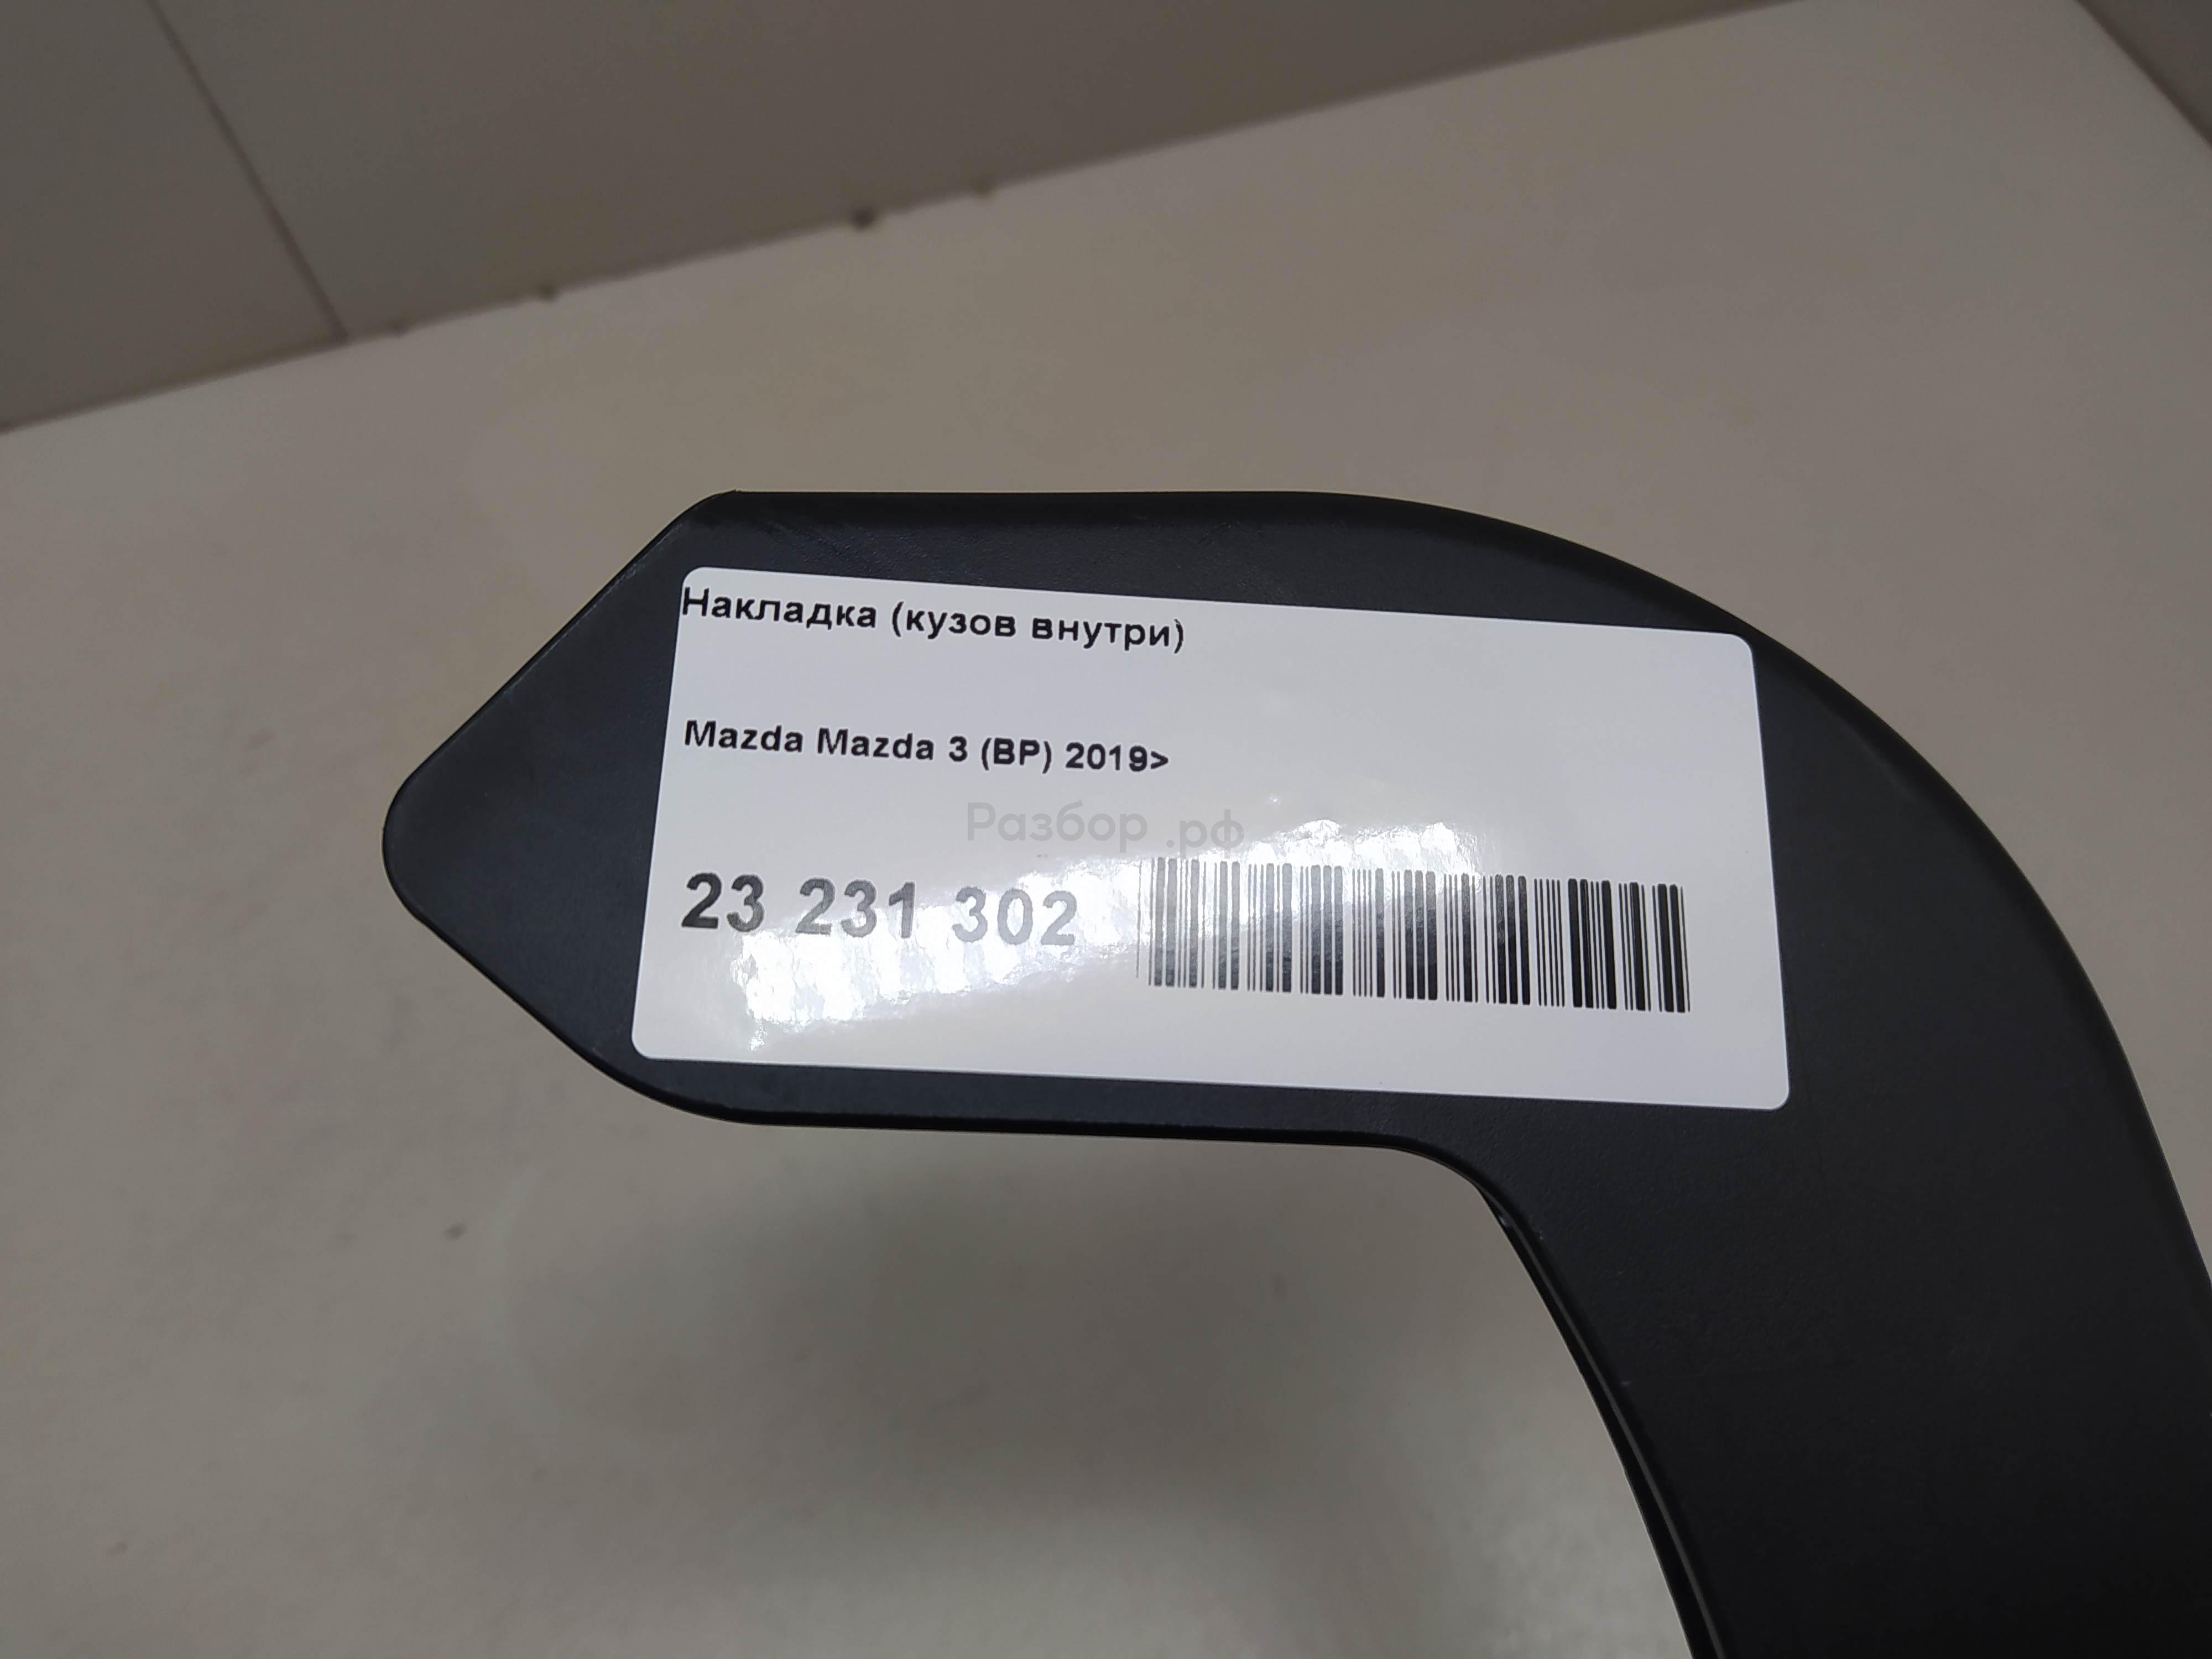 Накладка (кузов внутри)
Mazda Mazda 3 (BP) 2019>
Разбор .рф
23 231 302